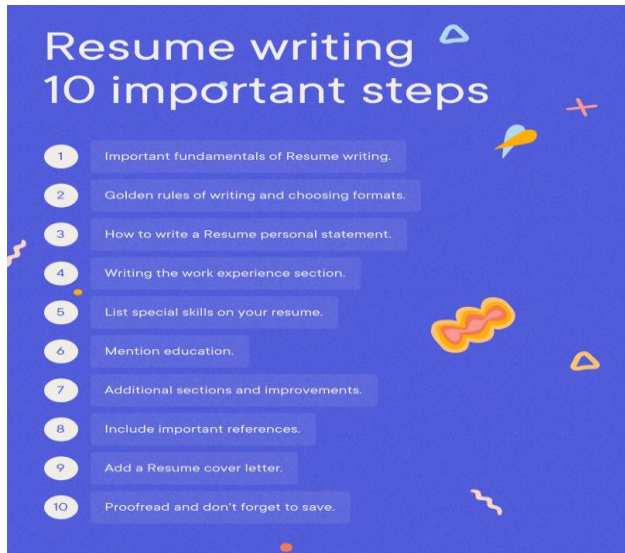 Resume writing
10 important steps
1 Important fundamentals of Resume writing.
2 Golden rules of writing and choosing formats.
3 How to write a Resume personal statement.
4 Writing the work experience section.
5 List special skills on your resume.
6 Mention education.
7 Additional sections and improvements.
8 Include important references.
9 Add a Resume cover letter.
10 Proofread and don't forget to save.